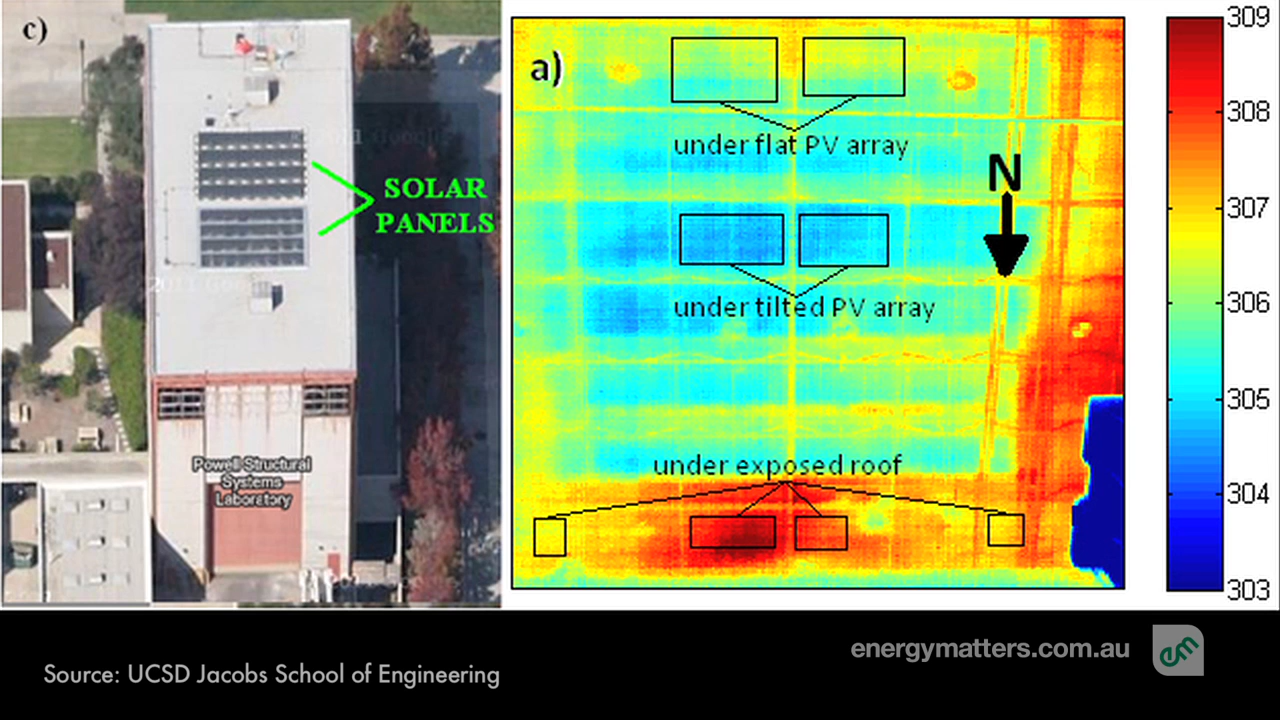 c)
SOLAR
PANELS
Powell Structural
Systems
Laboratory
a)
under flat PV array
N
under tilted PV array
under exposed roof
309
308
307
306
305
304
303
Source: UCSD Jacobs School of Engineering
energymatters.com.au
em